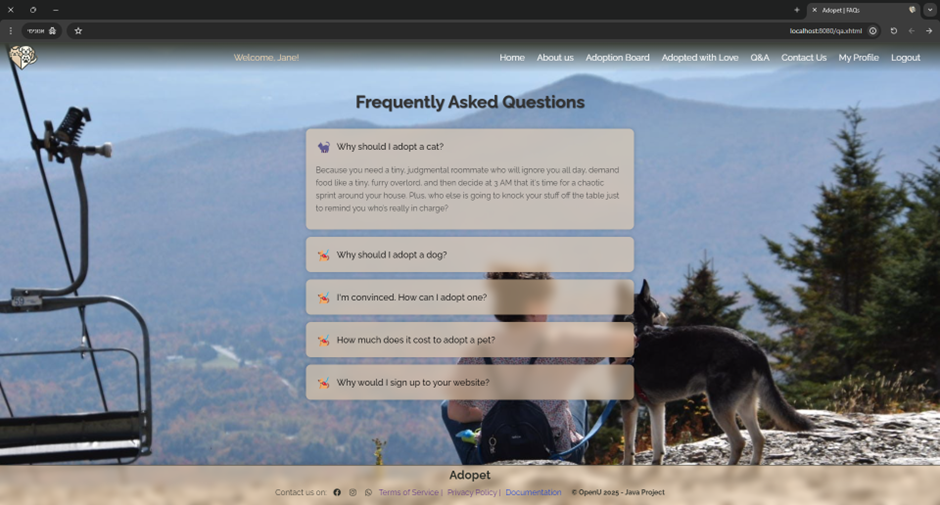 Adopet | FAQs
אנונימי
localhost:8080/qa.xhtml
Welcome, Jane!
Home About us Adoption Board Adopted with Love Q&A Contact Us My Profile Logout
Frequently Asked Questions
Why should I adopt a cat?
Because you need a tiny, judgmental roommate who will ignore you all day, demand
food like a tiny, furry overlord, and then decide at 3 AM that it's time for a chaotic
sprint around your house. Plus, who else is going to knock your stuff off the table just
to remind you who's really in charge?
Why should I adopt a dog?
I'm convinced. How can I adopt one?
How much does it cost to adopt a pet?
Why would I sign up to your website?
Adopet
Contact us on: Terms of Service | Privacy Policy | Documentation © OpenU 2025 - Java Project